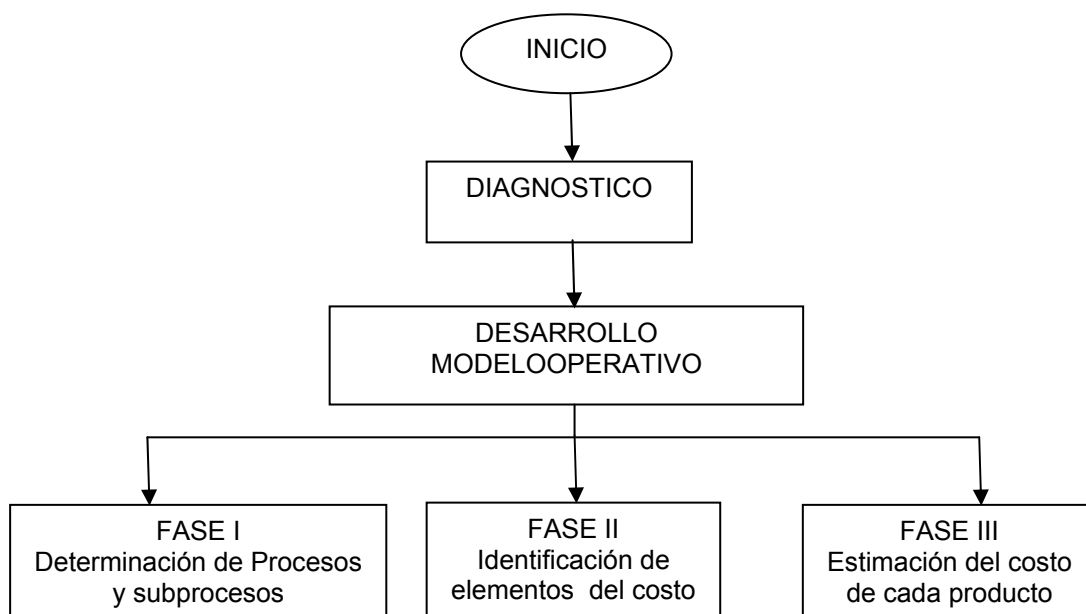 INICIO
DIAGNOSTICO
DESARROLLO
MODELOOPERATIVO
FASE I
Determinación de Procesos
y subprocesos
FASE II
Identificación de
elementos del costo
FASE III
Estimación del costo
de cada producto